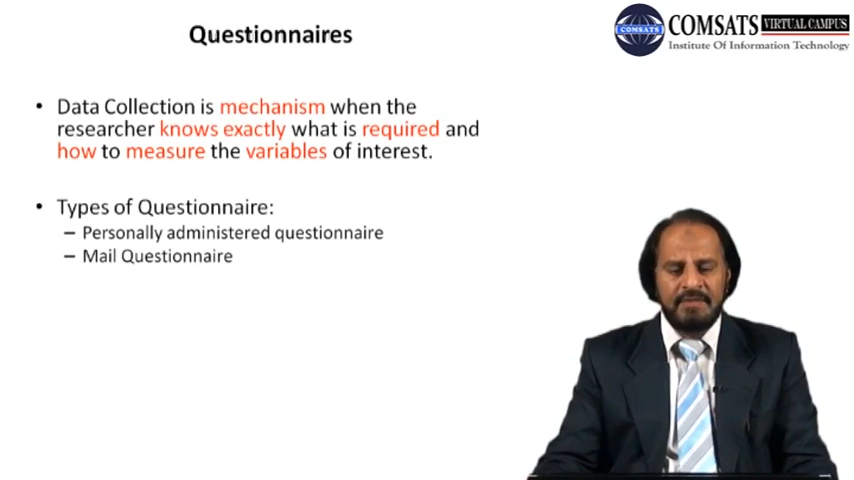 Questionnaires
COMSATS
COMSATS VIRTUAL CAMPUS
Institute Of Information Technology
• Data Collection is mechanism when the
researcher knows exactly what is required and
how to measure the variables of interest.
• Types of Questionnaire:
– Personally administered questionnaire
– Mail Questionnaire